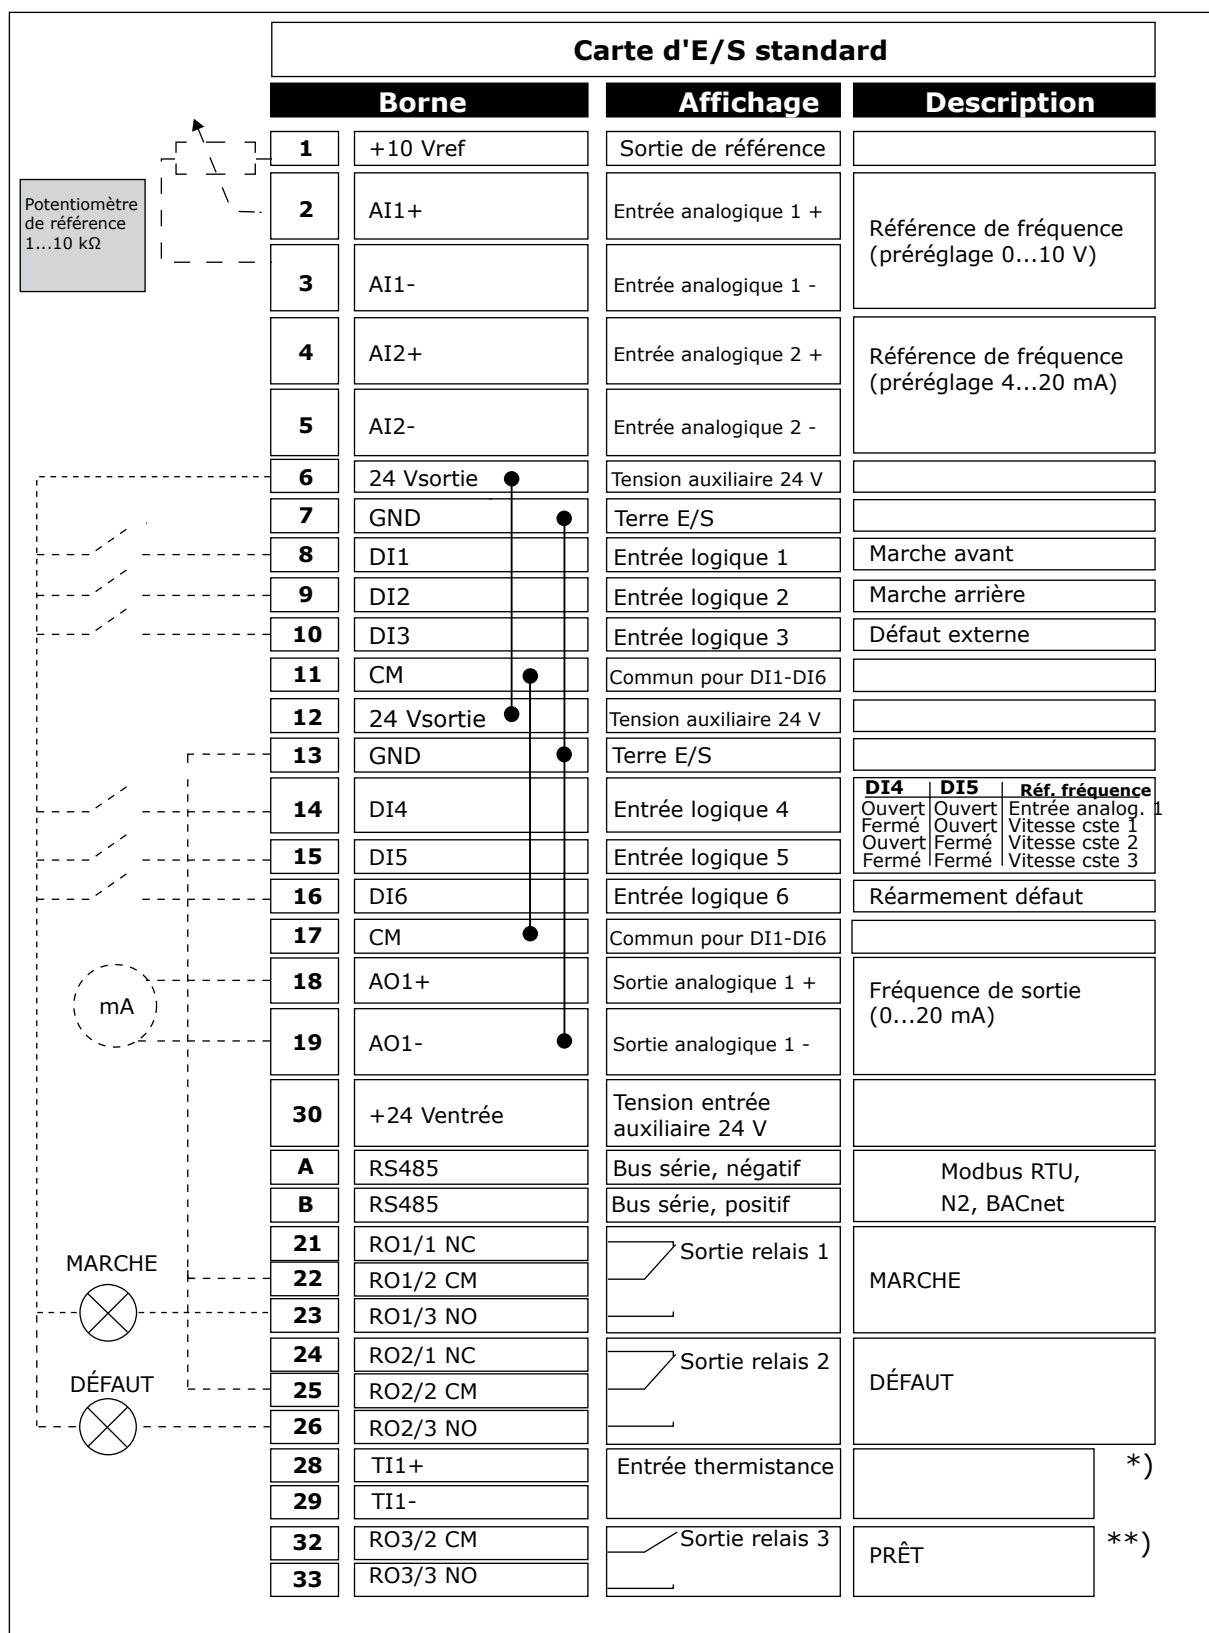 Carte d'E/S standard
Borne Affichage Description
1 +10 Vref Sortie de référence
Potentiomètre
de référence
1...10 kΩ
2 AI1+ Entrée analogique 1 +
Référence de fréquence
(préréglage 0...10 V)
3 AI1- Entrée analogique 1 -
4 AI2+ Entrée analogique 2 +
Référence de fréquence
(préréglage 4...20 mA)
5 AI2- Entrée analogique 2 -
6 24 Vsortie Tension auxiliaire 24 V
7 GND Terre E/S
8 DI1 Entrée logique 1 Marche avant
9 DI2 Entrée logique 2 Marche arrière
10 DI3 Entrée logique 3 Défaut externe
11 CM Commun pour DI1-DI6
12 24 Vsortie Tension auxiliaire 24 V
13 GND Terre E/S
14 DI4 Entrée logique 4
DI4 DI5 Réf. fréquence
Ouvert Ouvert Entrée analog. 1
Fermé Ouvert Vitesse cste 1
Ouvert Fermé Vitesse cste 2
Fermé Fermé Vitesse cste 3
15 DI5 Entrée logique 5
16 DI6 Entrée logique 6 Réarmement défaut
17 CM Commun pour DI1-DI6
18 AO1+ Sortie analogique 1 +
Fréquence de sortie
(0...20 mA)
mA
19 AO1- Sortie analogique 1 -
30 +24 Ventrée Tension entrée
auxiliaire 24 V
A RS485 Bus série, négatif Modbus RTU,
B RS485 Bus série, positif N2, BACnet
21 RO1/1 NC Sortie relais 1
MARCHE
22 RO1/2 CM MARCHE
23 RO1/3 NO
24 RO2/1 NC Sortie relais 2
DÉFAUT
25 RO2/2 CM DÉFAUT
26 RO2/3 NO
28 TI1+ Entrée thermistance *)
29 TI1-
32 RO3/2 CM Sortie relais 3 PRÊT **)
33 RO3/3 NO